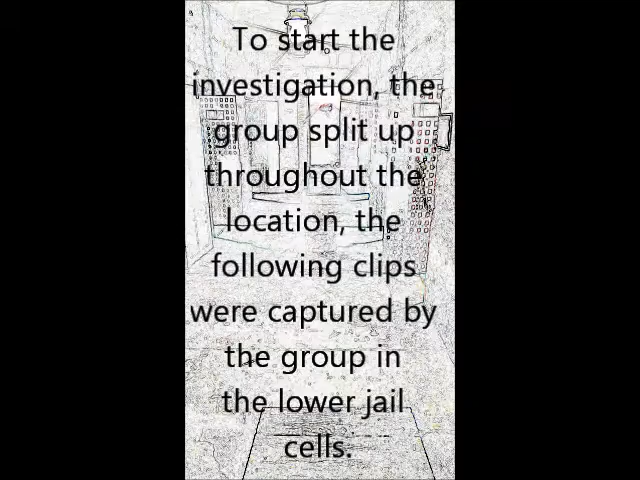 To start the
investigation, the
group split up
throughout the
location, the
following clips
were captured by
the group in
the lower jail
cells.